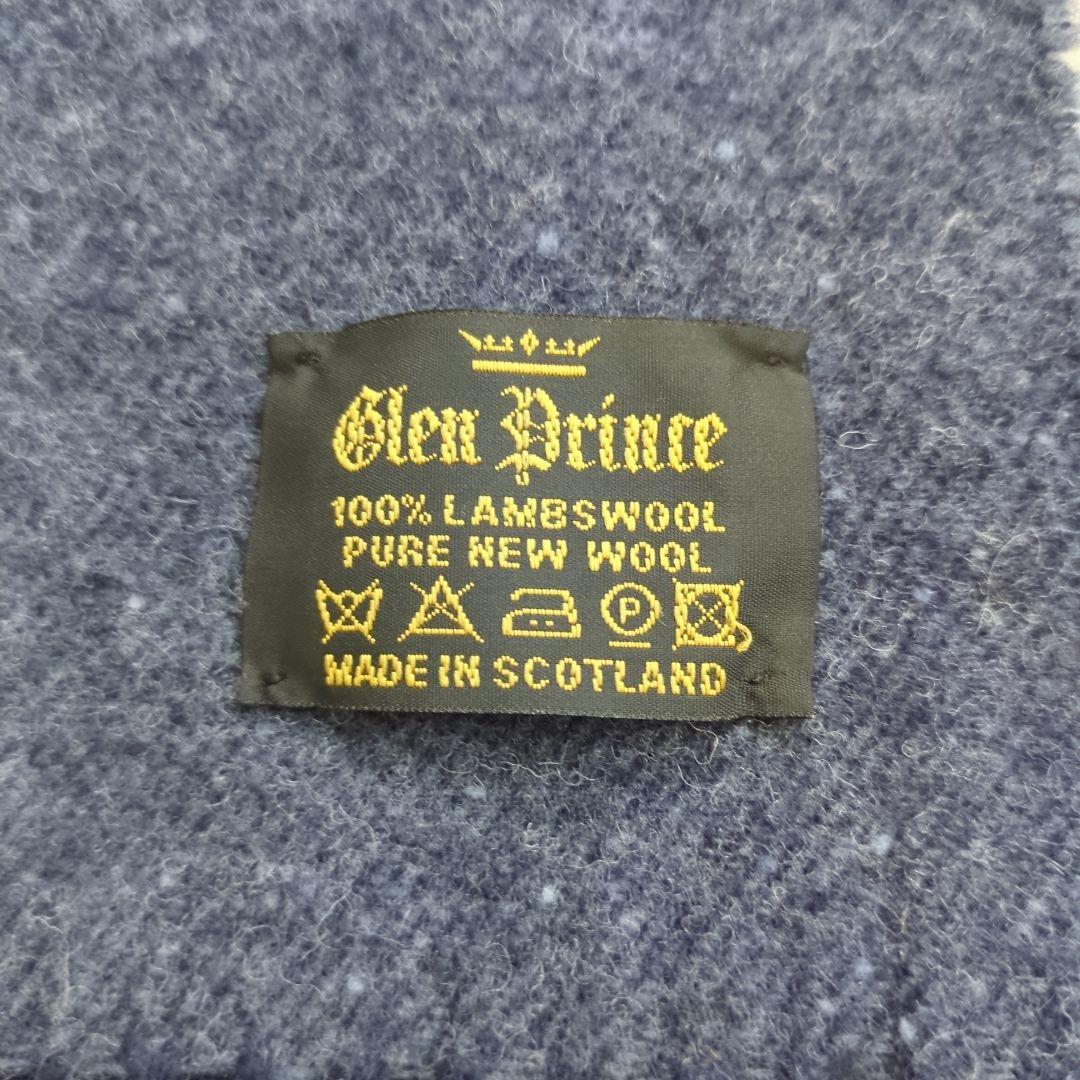 Glen Prince
100% LAMBSWOOL
PURE NEW WOOL
P
MADE IN SCOTLAND